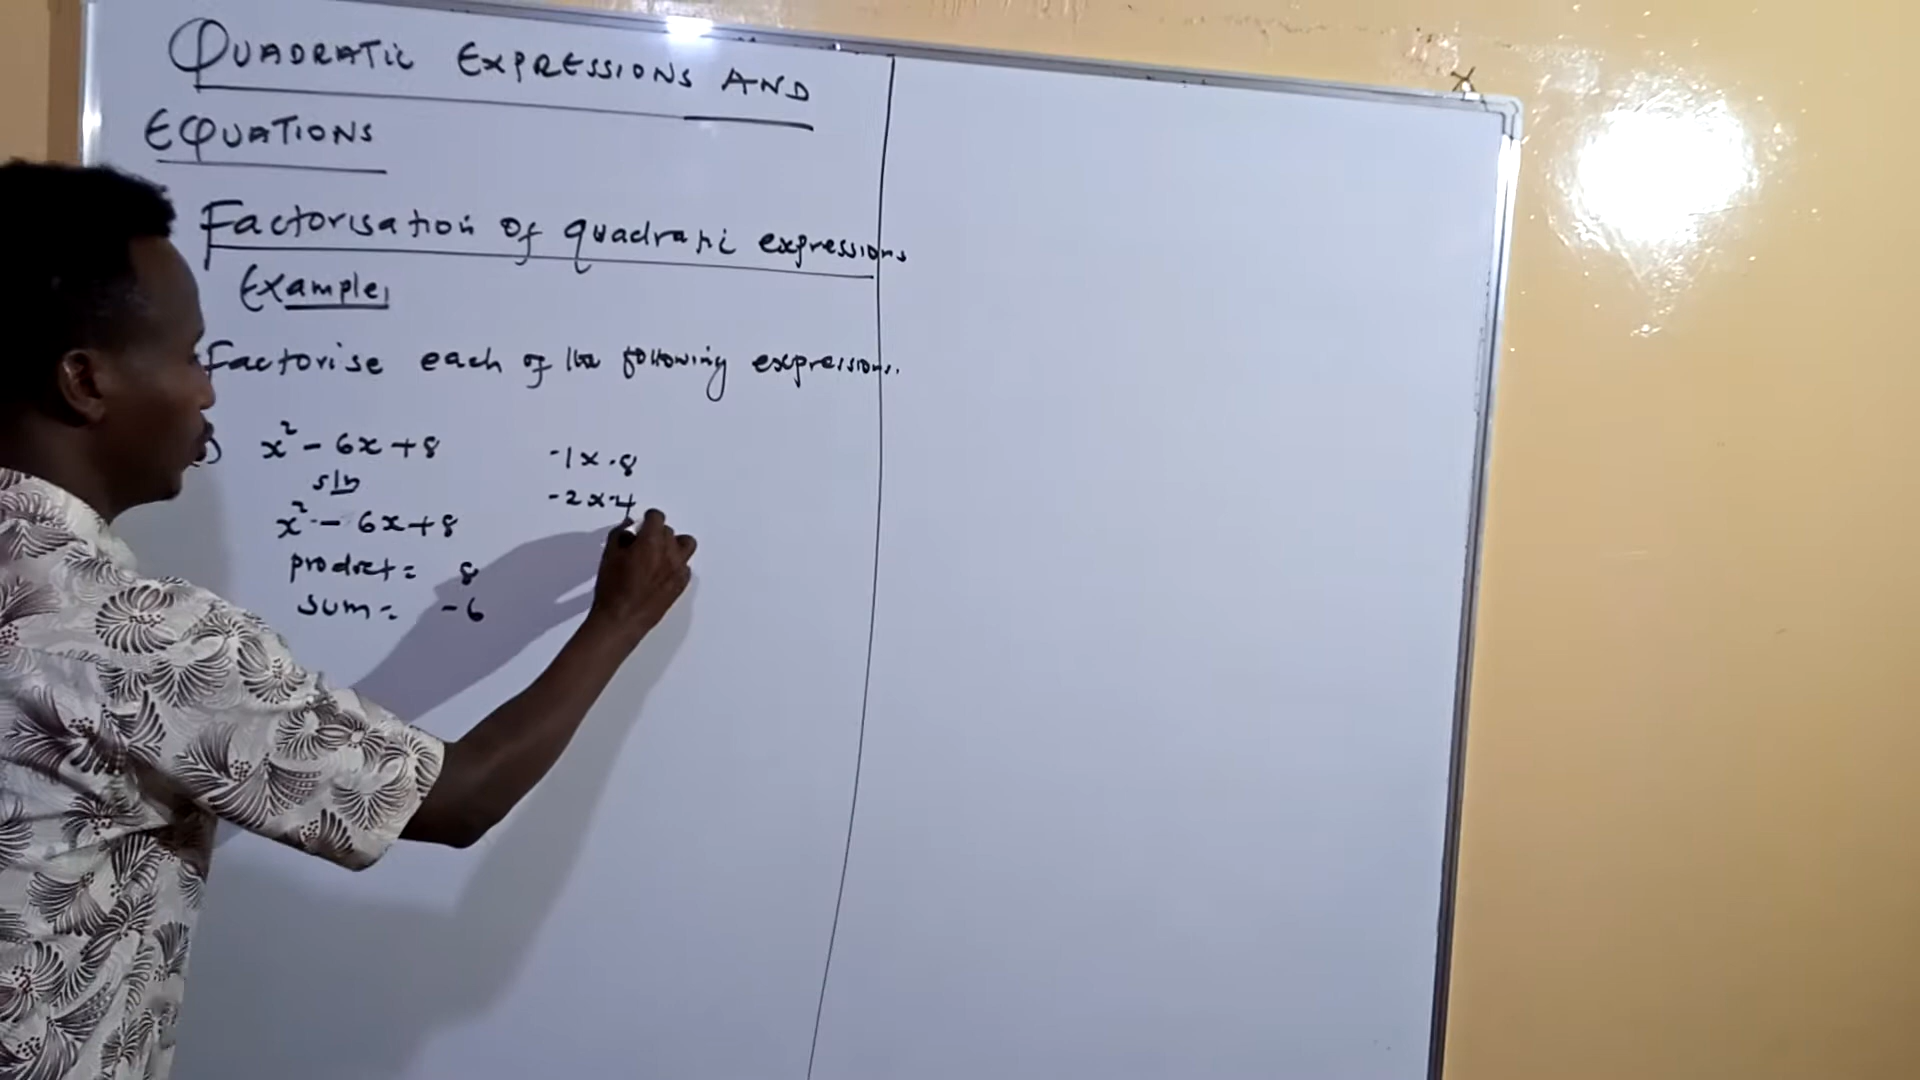 QUADRATIC EXPRESSIONS AND
EQUATIONS
Factorisation of quadratic expressions
Example,
Factorise each of the following expressions.
x² - 6x + 8
sln
x² - 6x + 8
product = 8
sum = -6
-1 x -8
-2 x -4